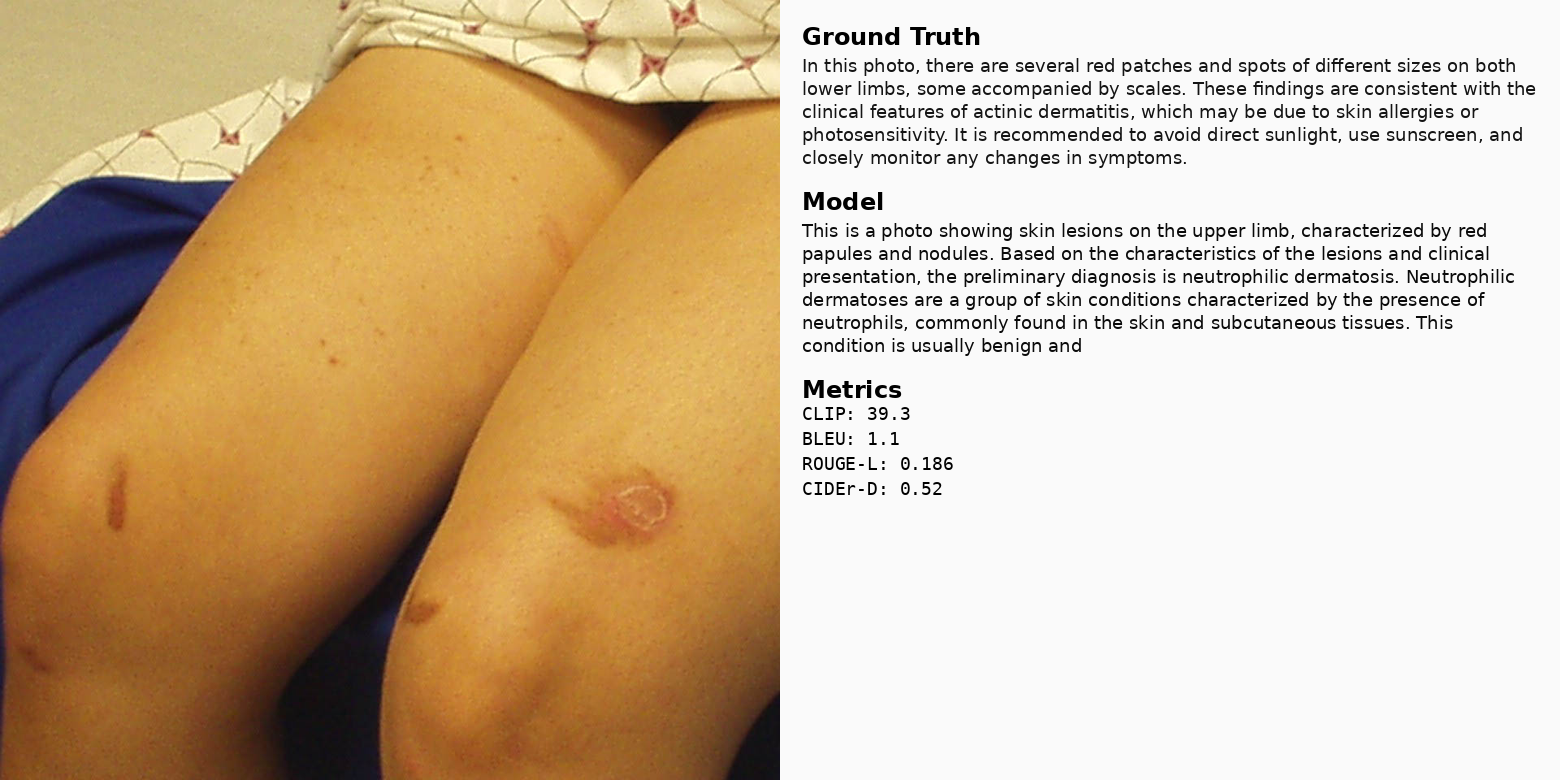 Ground Truth
In this photo, there are several red patches and spots of different sizes on both
lower limbs, some accompanied by scales. These findings are consistent with the
clinical features of actinic dermatitis, which may be due to skin allergies or
photosensitivity. It is recommended to avoid direct sunlight, use sunscreen, and
closely monitor any changes in symptoms.
Model
This is a photo showing skin lesions on the upper limb, characterized by red
papules and nodules. Based on the characteristics of the lesions and clinical
presentation, the preliminary diagnosis is neutrophilic dermatosis. Neutrophilic
dermatoses are a group of skin conditions characterized by the presence of
neutrophils, commonly found in the skin and subcutaneous tissues. This
condition is usually benign and
Metrics
CLIP: 39.3
BLEU: 1.1
ROUGE-L: 0.186
CIDEr-D: 0.52